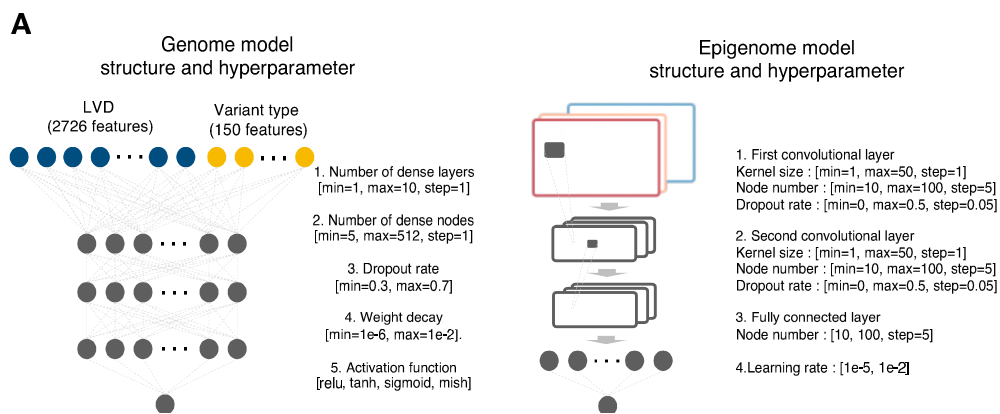 A
Genome model
structure and hyperparameter
LVD
(2726 features)
Variant type
(150 features)
1. Number of dense layers
[min=1, max=10, step=1]
2. Number of dense nodes
[min=5, max=512, step=1]
3. Dropout rate
[min=0.3, max=0.7]
4. Weight decay
[min=1e-6, max=1e-2].
5. Activation function
[relu, tanh, sigmoid, mish]
Epigenome model
structure and hyperparameter
1. First convolutional layer
Kernel size : [min=1, max=50, step=1]
Node number : [min=10, max=100, step=5]
Dropout rate : [min=0, max=0.5, step=0.05]
2. Second convolutional layer
Kernel size : [min=1, max=50, step=1]
Node number : [min=10, max=100, step=5]
Dropout rate : [min=0, max=0.5, step=0.05]
3. Fully connected layer
Node number : [10, 100, step=5]
4.Learning rate : [1e-5, 1e-2]